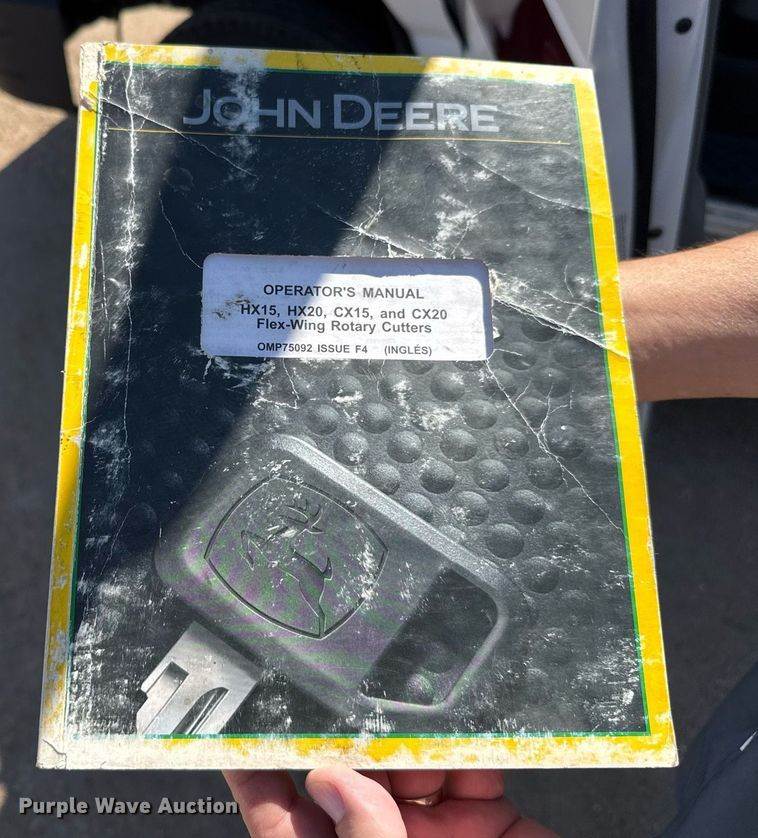 JOHN DEERE
OPERATOR'S MANUAL
HX15, HX20, CX15, and CX20
Flex-Wing Rotary Cutters
OMP75092 ISSUE F4 (INGLÉS)
Purple Wave Auction